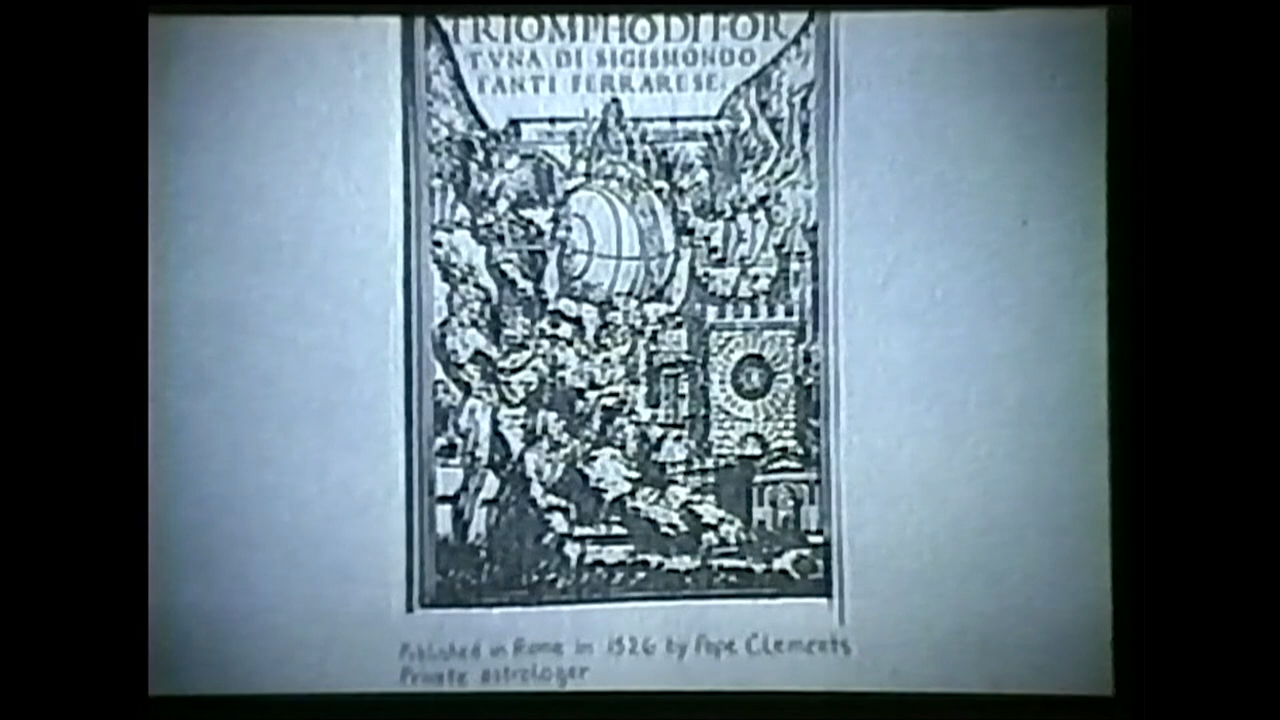 TRIOMPHO DI FOR
TVNA DI SIGISMONDO
FANTI FERRARESE.
Published in Rome in 1526 by Pope Clements
Private astrologer